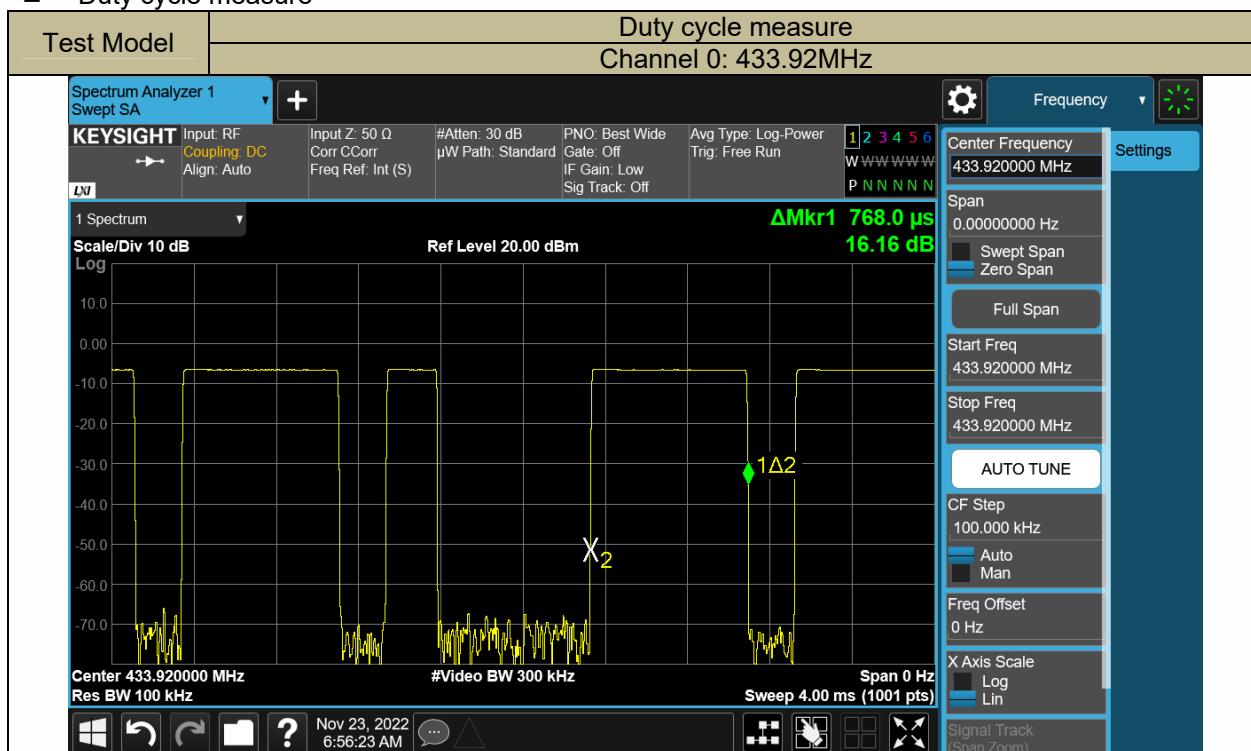 Duty cycle measure
Test Model
Duty cycle measure
Channel 0: 433.92MHz
Spectrum Analyzer 1
Swept SA
Frequency
KEYSIGHT
Input: RF
Coupling: DC
Align: Auto
Input Z: 50 Ω
Corr CCorr
Freq Ref: Int (S)
#Atten: 30 dB
µW Path: Standard
PNO: Best Wide
Gate: Off
IF Gain: Low
Sig Track: Off
Avg Type: Log-Power
Trig: Free Run
1 2 3 4 5 6
W W W W W W
P N N N N N
LXI
Center Frequency
433.920000 MHz
Settings
Span
0.00000000 Hz
Swept Span
Zero Span
Full Span
Start Freq
433.920000 MHz
Stop Freq
433.920000 MHz
AUTO TUNE
CF Step
100.000 kHz
Auto
Man
Freq Offset
0 Hz
X Axis Scale
Log
Lin
Signal Track
(Span Zoom)
1 Spectrum
ΔMkr1 768.0 µs
16.16 dB
Scale/Div 10 dB
Ref Level 20.00 dBm
Log
10.0
0.00
-10.0
-20.0
-30.0
-40.0
-50.0
-60.0
-70.0
1Δ2
X2
Center 433.920000 MHz
#Video BW 300 kHz
Span 0 Hz
Res BW 100 kHz
Sweep 4.00 ms (1001 pts)
?
Nov 23, 2022
6:56:23 AM